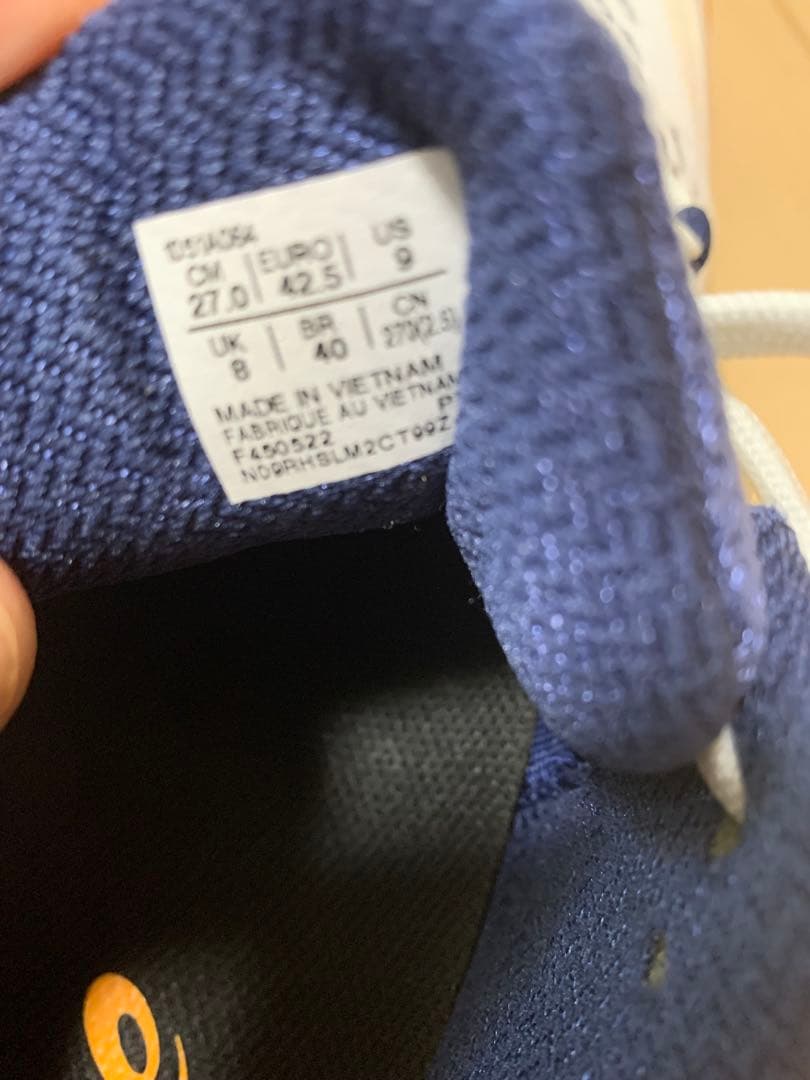 1051A064
CM EURO US
27.0 42.5 9
UK BR CN
8 40 270(2.5)
MADE IN VIETNAM
FABRIQUE AU VIETNAM
F450522
N09RHSLM2CT99Z